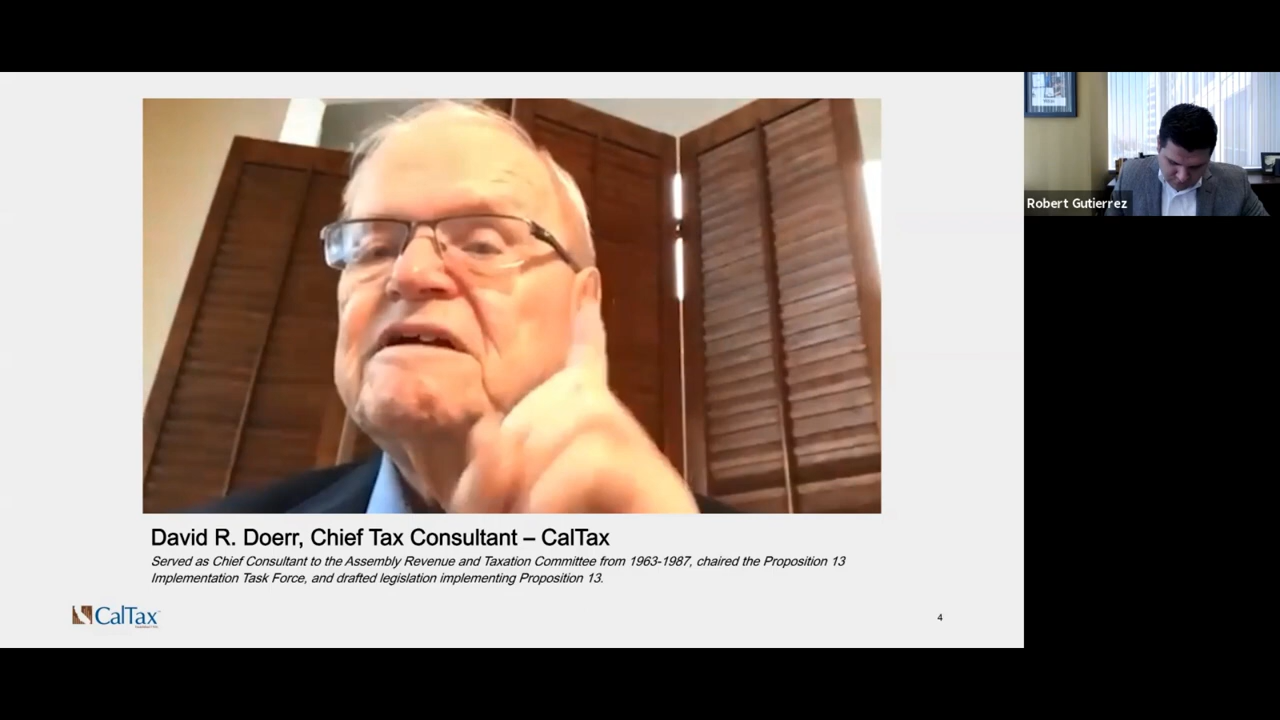 Robert Gutierrez
David R. Doerr, Chief Tax Consultant – CalTax
Served as Chief Consultant to the Assembly Revenue and Taxation Committee from 1963-1987, chaired the Proposition 13
Implementation Task Force, and drafted legislation implementing Proposition 13.
CalTax
4